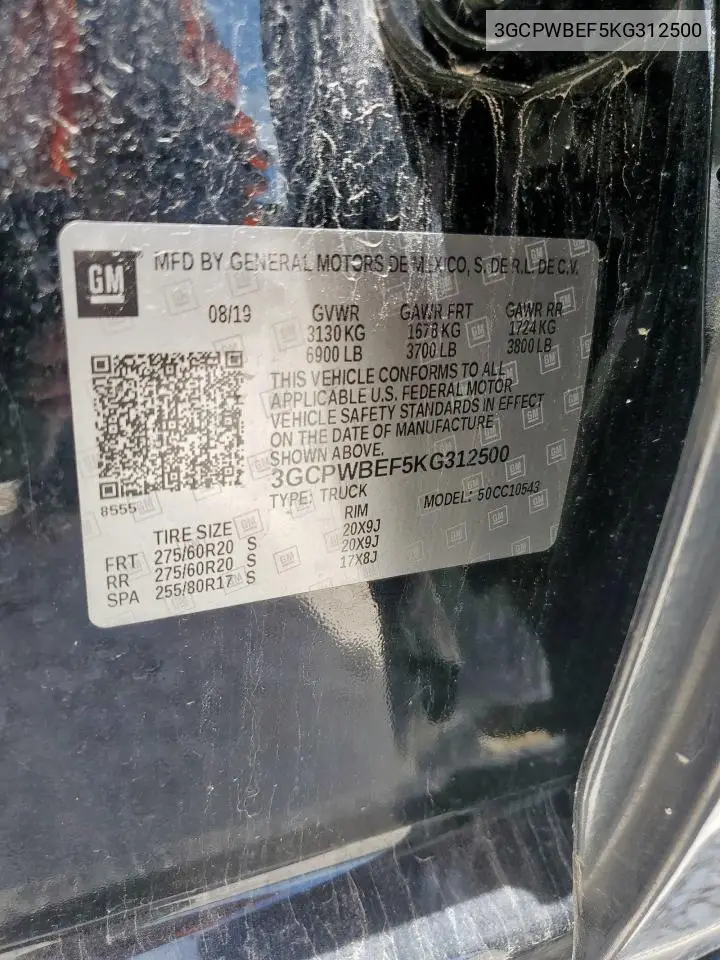 3GCPWBEF5KG312500
GM MFD BY GENERAL MOTORS DE MEXICO, S. DE R.L. DE C.V.
08/19 GVWR GAWR FRT GAWR RR
3130 KG 1678 KG 1724 KG
6900 LB 3700 LB 3800 LB
THIS VEHICLE CONFORMS TO ALL
APPLICABLE U.S. FEDERAL MOTOR
VEHICLE SAFETY STANDARDS IN EFFECT
ON THE DATE OF MANUFACTURE
SHOWN ABOVE.
3GCPWBEF5KG312500
8555 TYPE: TRUCK MODEL: 50CC10543
TIRE SIZE RIM
FRT 275/60R20 S 20X9J
RR 275/60R20 S 20X9J
SPA 255/80R17 S 17X8J